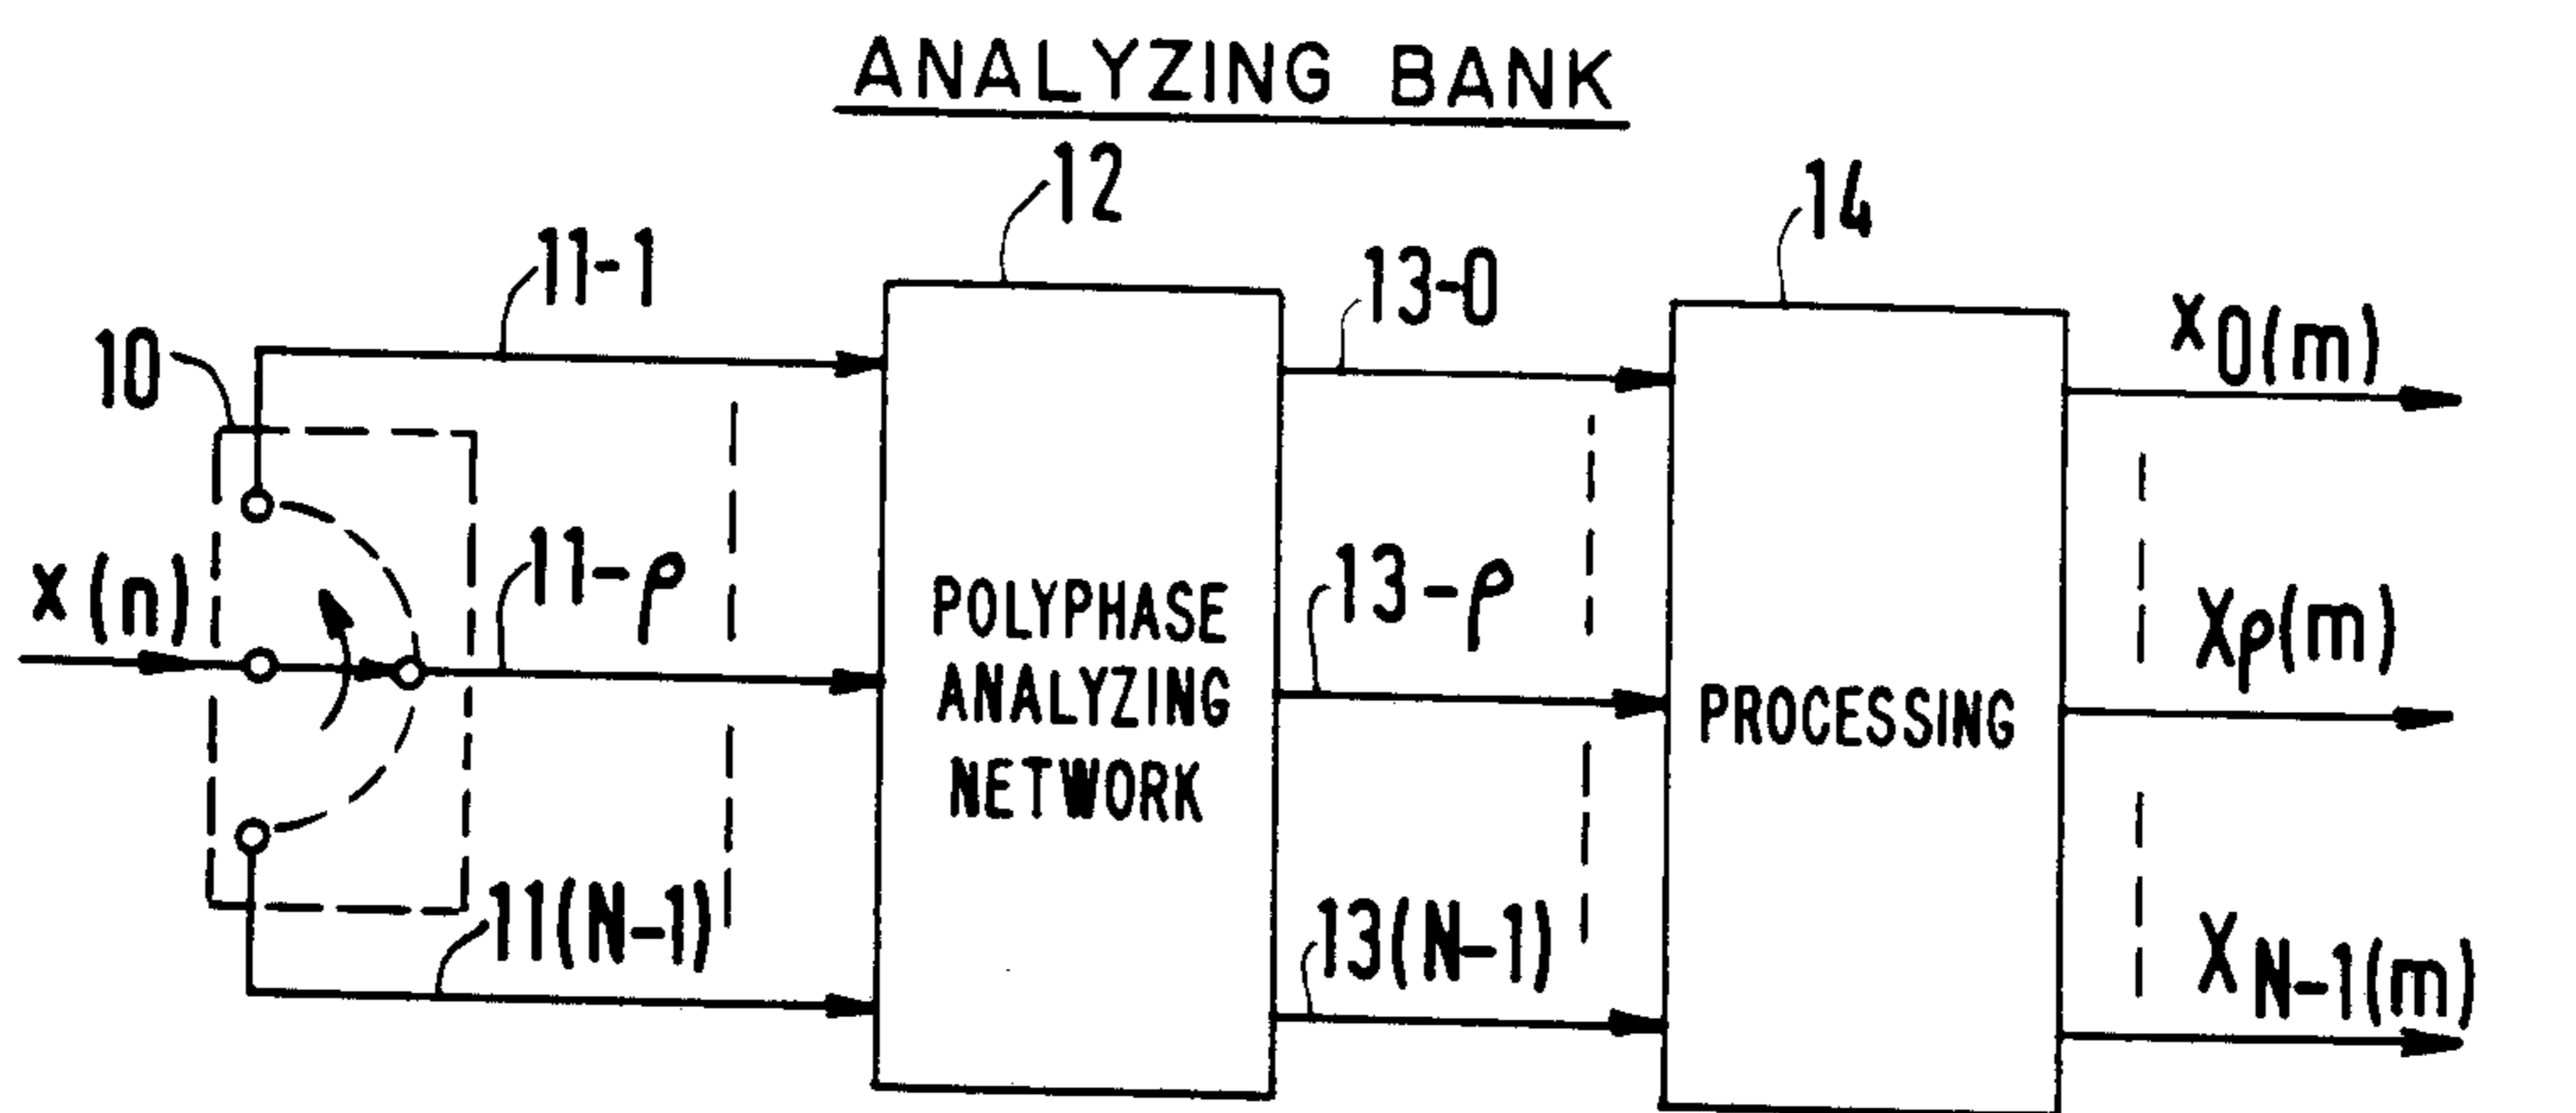 ANALYZING BANK
12
14
11-1
13-0
10
x0(m)
x(n)
11-ρ
13-ρ
xρ(m)
POLYPHASE
ANALYZING
NETWORK
PROCESSING
11(N-1)
13(N-1)
xN-1(m)